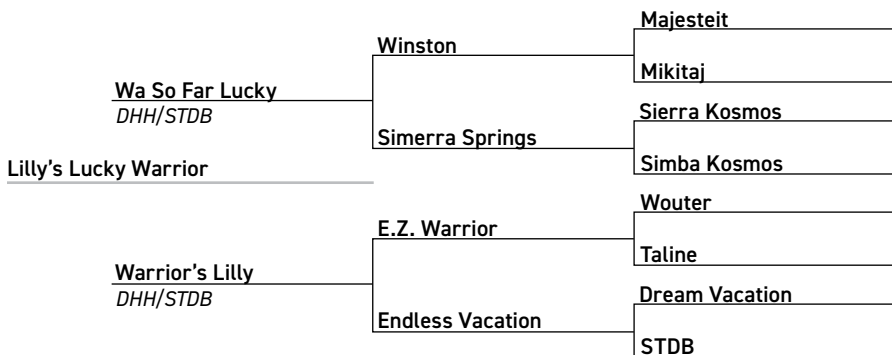 Majesteit
Winston
Mikitaj
Wa So Far Lucky
DHH/STDB
Sierra Kosmos
Simerra Springs
Simba Kosmos
Lilly's Lucky Warrior
Wouter
E.Z. Warrior
Taline
Warrior's Lilly
DHH/STDB
Dream Vacation
Endless Vacation
STDB